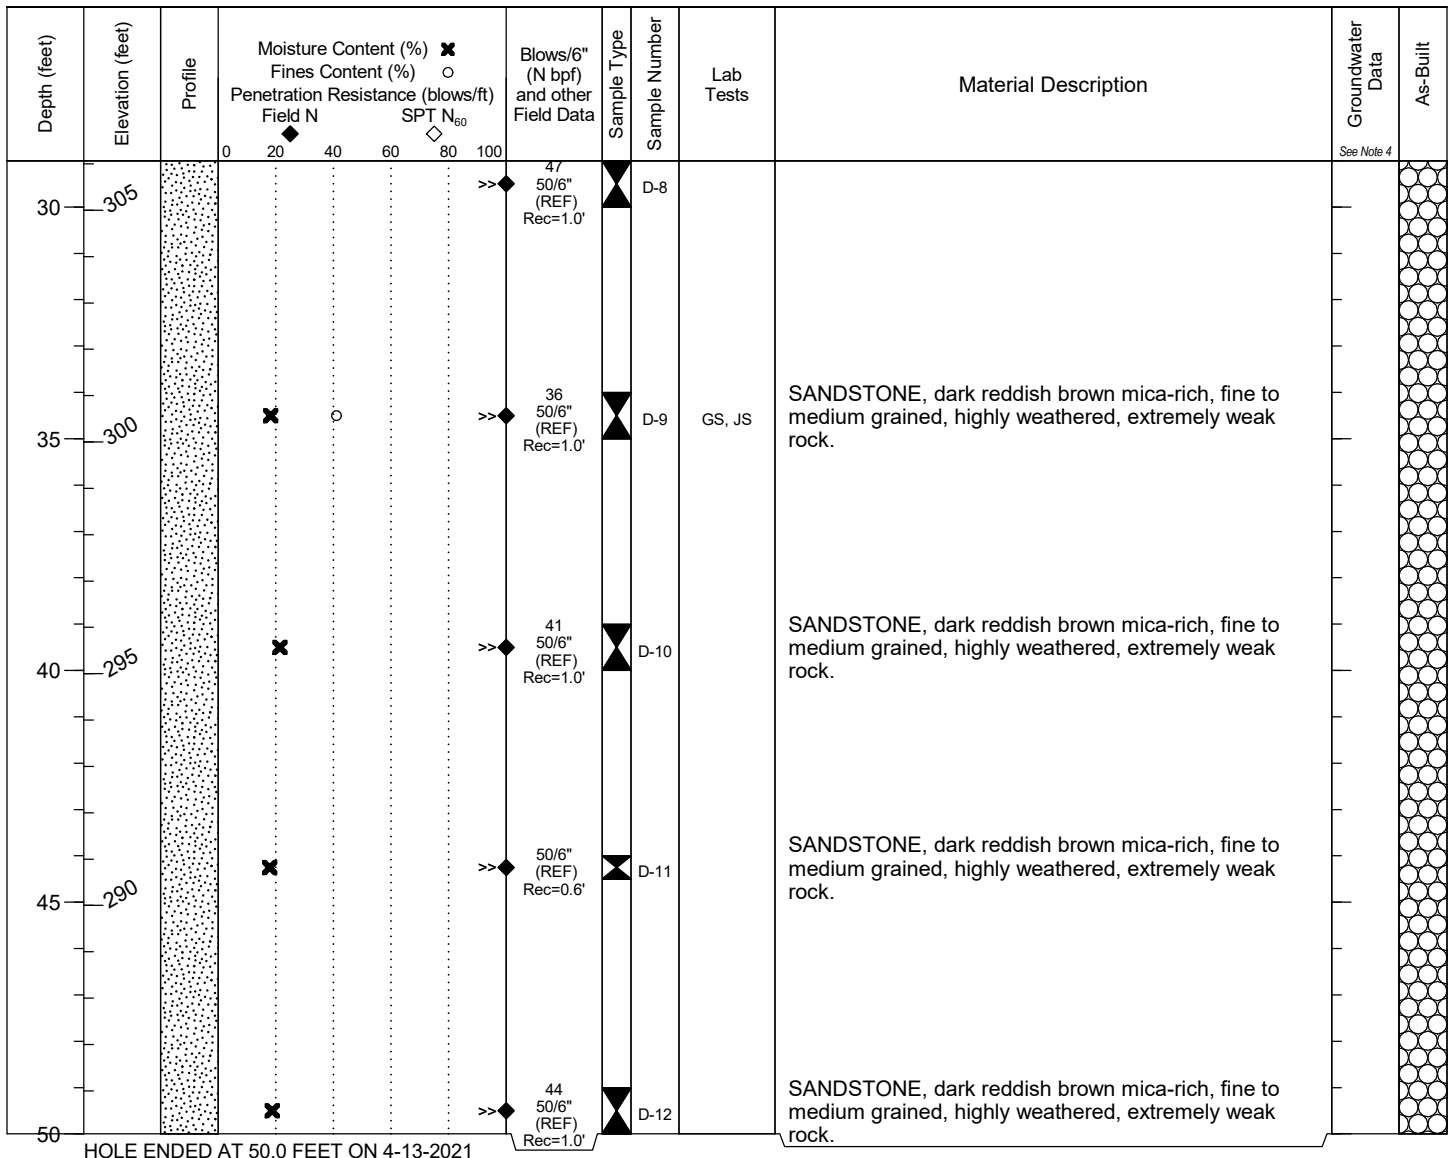 Depth (feet)
Elevation (feet)
Profile
Moisture Content (%)
Fines Content (%)
Penetration Resistance (blows/ft)
Field N SPT N60
0 20 40 60 80 100
Blows/6"
(N bpf)
and other
Field Data
Sample Type
Sample Number
Lab
Tests
Material Description
Groundwater
Data
See Note 4
As-Built
30
305
>>
47
50/6"
(REF)
Rec=1.0'
D-8
35
300
>>
36
50/6"
(REF)
Rec=1.0'
D-9
GS, JS
SANDSTONE, dark reddish brown mica-rich, fine to
medium grained, highly weathered, extremely weak
rock.
40
295
>>
41
50/6"
(REF)
Rec=1.0'
D-10
SANDSTONE, dark reddish brown mica-rich, fine to
medium grained, highly weathered, extremely weak
rock.
45
290
>>
50/6"
(REF)
Rec=0.6'
D-11
SANDSTONE, dark reddish brown mica-rich, fine to
medium grained, highly weathered, extremely weak
rock.
50
>>
44
50/6"
(REF)
Rec=1.0'
D-12
SANDSTONE, dark reddish brown mica-rich, fine to
medium grained, highly weathered, extremely weak
rock.
HOLE ENDED AT 50.0 FEET ON 4-13-2021